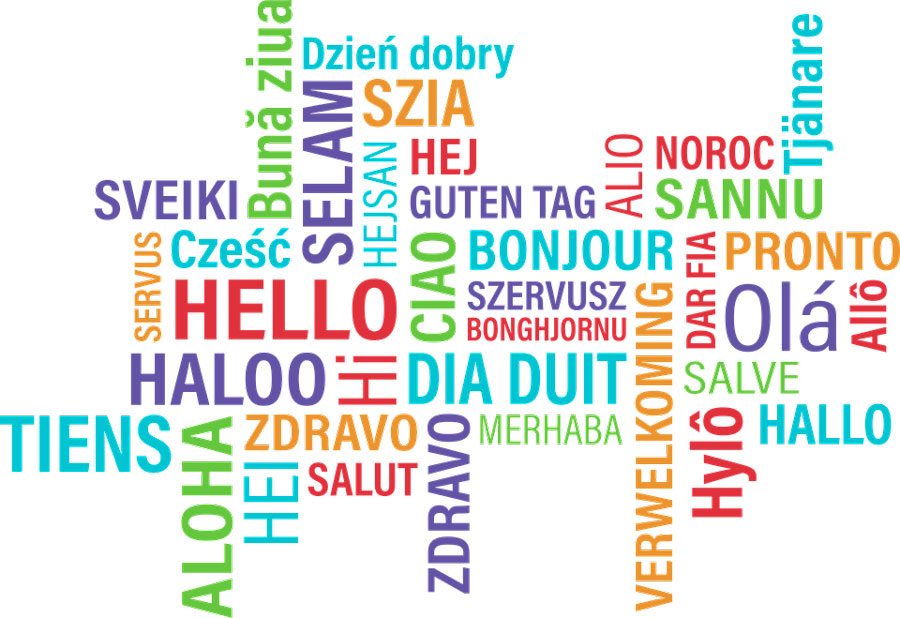 Bună ziua
Dzień dobry
Tjänare
SELAM
SZIA
HEJ
HEJSAN
ALIO
NOROC
SVEIKI
GUTEN TAG
SANNU
SERVUS
Cześć
CIAO
BONJOUR
DAR FIA
PRONTO
HELLO
SZERVUSZ
BONGHJORNU
VERWELKOMING
Olá
Allô
HALOO
Hi
DIA DUIT
SALVE
TIENS
ALOHA
ZDRAVO
ZDRAVO
MERHABA
Hylô
HALLO
HEI
SALUT